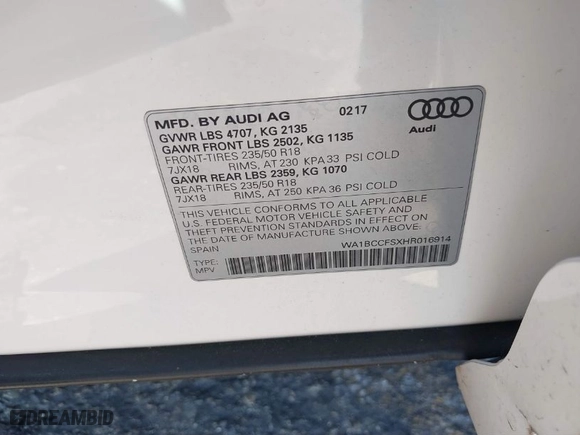 MFD. BY AUDI AG 0217
GVWR LBS 4707, KG 2135
GAWR FRONT LBS 2502, KG 1135
FRONT-TIRES 235/50 R18
7JX18 RIMS, AT 230 KPA 33 PSI COLD
GAWR REAR LBS 2359, KG 1070
REAR-TIRES 235/50 R18
7JX18 RIMS, AT 250 KPA 36 PSI COLD
Audi
THIS VEHICLE CONFORMS TO ALL APPLICABLE
U.S. FEDERAL MOTOR VEHICLE SAFETY AND
THEFT PREVENTION STANDARDS IN EFFECT ON
THE DATE OF MANUFACTURE SHOWN ABOVE.
SPAIN WA1BCCFSXHR016914
TYPE:
MPV
DREAMBID